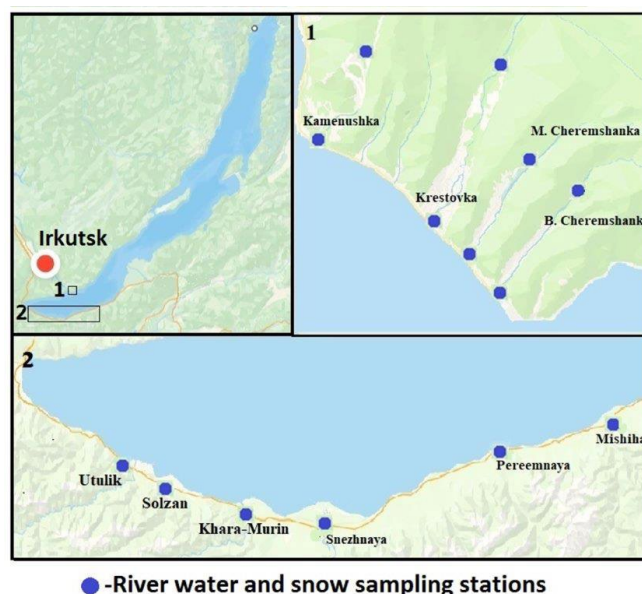 Irkutsk
1
2
1
Kamenushka
M. Cheremshanka
Krestovka
B. Cheremshank
2
Utulik
Solzan
Khara-Murin
Snezhnaya
Pereemnaya
Mishiha
-River water and snow sampling stations